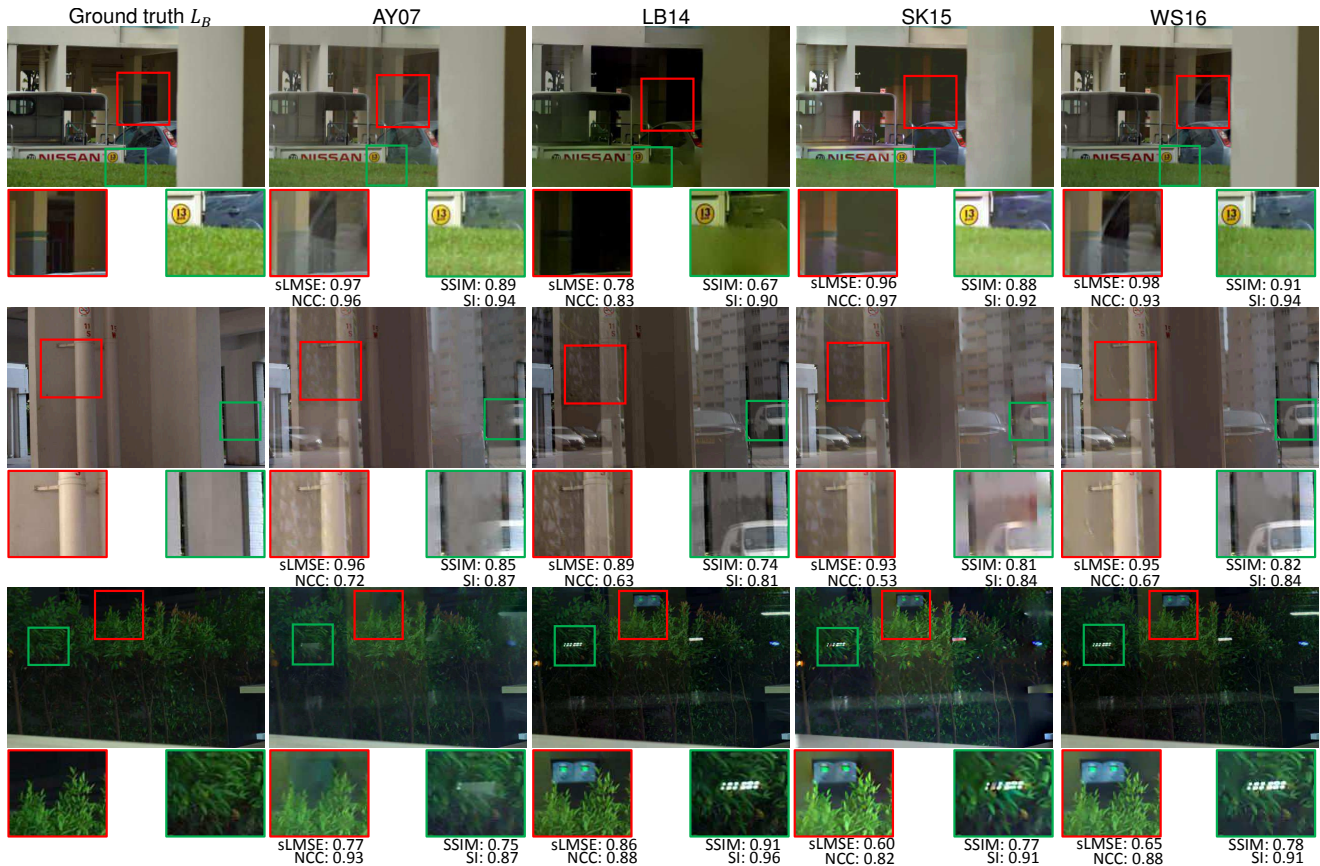 Ground truth L_B AY07 LB14 SK15 WS16
NISSAN 13 NISSAN 13 NISSAN 13 NISSAN 13 NISSAN 13
13 13 13 13 13
sLMSE: 0.97 SSIM: 0.89 sLMSE: 0.78 SSIM: 0.67 sLMSE: 0.96 SSIM: 0.88 sLMSE: 0.98 SSIM: 0.91
NCC: 0.96 SI: 0.94 NCC: 0.83 SI: 0.90 NCC: 0.97 SI: 0.92 NCC: 0.93 SI: 0.94
sLMSE: 0.96 SSIM: 0.85 sLMSE: 0.89 SSIM: 0.74 sLMSE: 0.93 SSIM: 0.81 sLMSE: 0.95 SSIM: 0.82
NCC: 0.72 SI: 0.87 NCC: 0.63 SI: 0.81 NCC: 0.53 SI: 0.84 NCC: 0.67 SI: 0.84
sLMSE: 0.77 SSIM: 0.75 sLMSE: 0.86 SSIM: 0.91 sLMSE: 0.60 SSIM: 0.77 sLMSE: 0.65 SSIM: 0.78
NCC: 0.93 SI: 0.87 NCC: 0.88 SI: 0.96 NCC: 0.82 SI: 0.91 NCC: 0.88 SI: 0.91